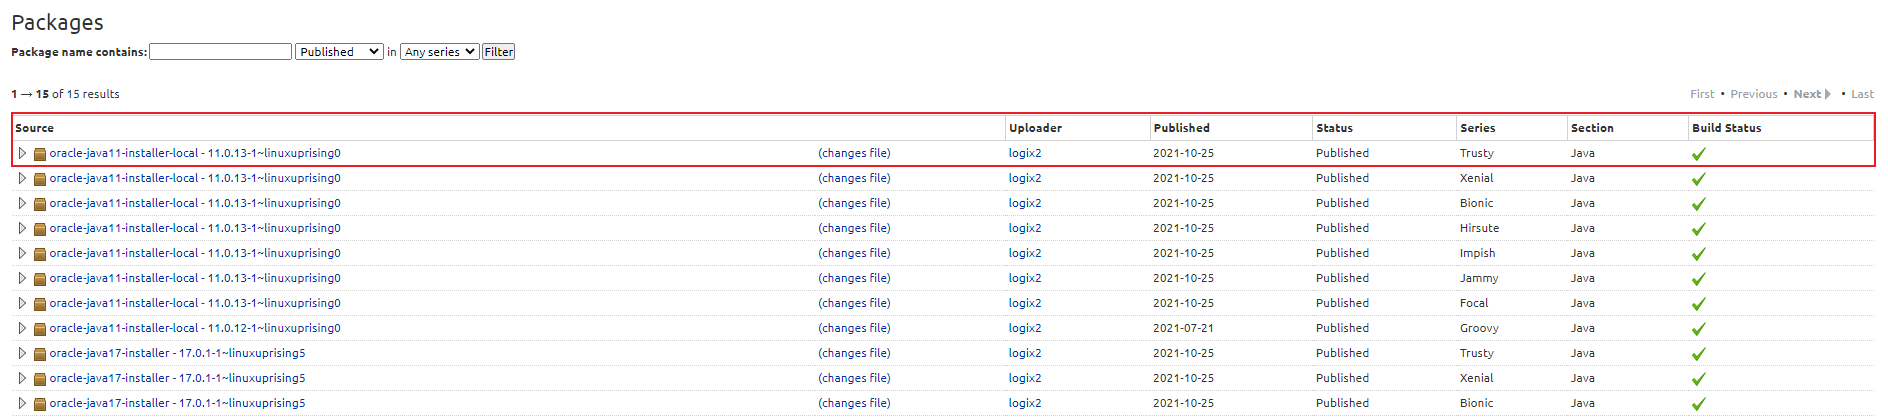 Packages
Package name contains: Published in Any series Filter
1 → 15 of 15 results First • Previous • Next • Last
Source Uploader Published Status Series Section Build Status
oracle-java11-installer-local - 11.0.13-1~linuxuprising0 (changes file) logix2 2021-10-25 Published Trusty Java
oracle-java11-installer-local - 11.0.13-1~linuxuprising0 (changes file) logix2 2021-10-25 Published Xenial Java
oracle-java11-installer-local - 11.0.13-1~linuxuprising0 (changes file) logix2 2021-10-25 Published Bionic Java
oracle-java11-installer-local - 11.0.13-1~linuxuprising0 (changes file) logix2 2021-10-25 Published Hirsute Java
oracle-java11-installer-local - 11.0.13-1~linuxuprising0 (changes file) logix2 2021-10-25 Published Impish Java
oracle-java11-installer-local - 11.0.13-1~linuxuprising0 (changes file) logix2 2021-10-25 Published Jammy Java
oracle-java11-installer-local - 11.0.13-1~linuxuprising0 (changes file) logix2 2021-10-25 Published Focal Java
oracle-java11-installer-local - 11.0.12-1~linuxuprising0 (changes file) logix2 2021-07-21 Published Groovy Java
oracle-java17-installer - 17.0.1-1~linuxuprising5 (changes file) logix2 2021-10-25 Published Trusty Java
oracle-java17-installer - 17.0.1-1~linuxuprising5 (changes file) logix2 2021-10-25 Published Xenial Java
oracle-java17-installer - 17.0.1-1~linuxuprising5 (changes file) logix2 2021-10-25 Published Bionic Java